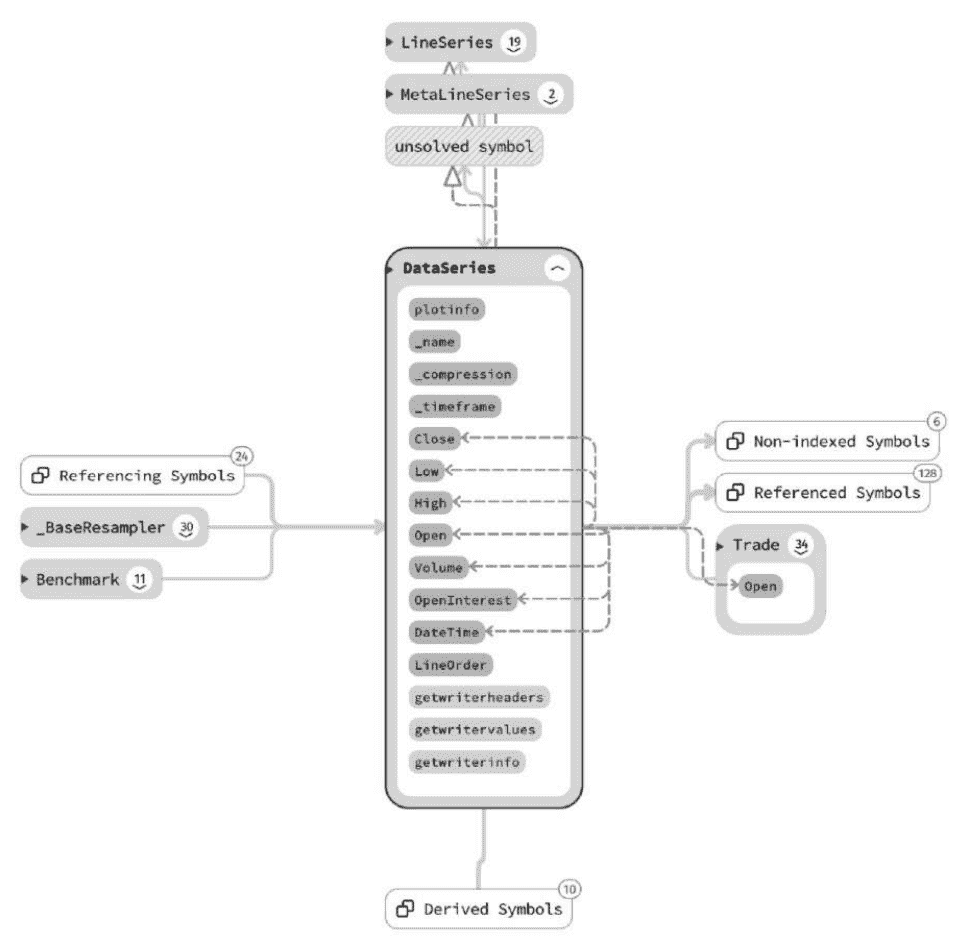 LineSeries 19
MetaLineSeries 2
unsolved symbol
DataSeries
plotinfo
_name
_compression
_timeframe
Close
Low
High
Open
Volume
OpenInterest
DateTime
LineOrder
getwriterheaders
getwritervalues
getwriterinfo
24
Referencing Symbols
_BaseResampler 30
Benchmark 11
6
Non-indexed Symbols
128
Referenced Symbols
Trade 34
Open
10
Derived Symbols